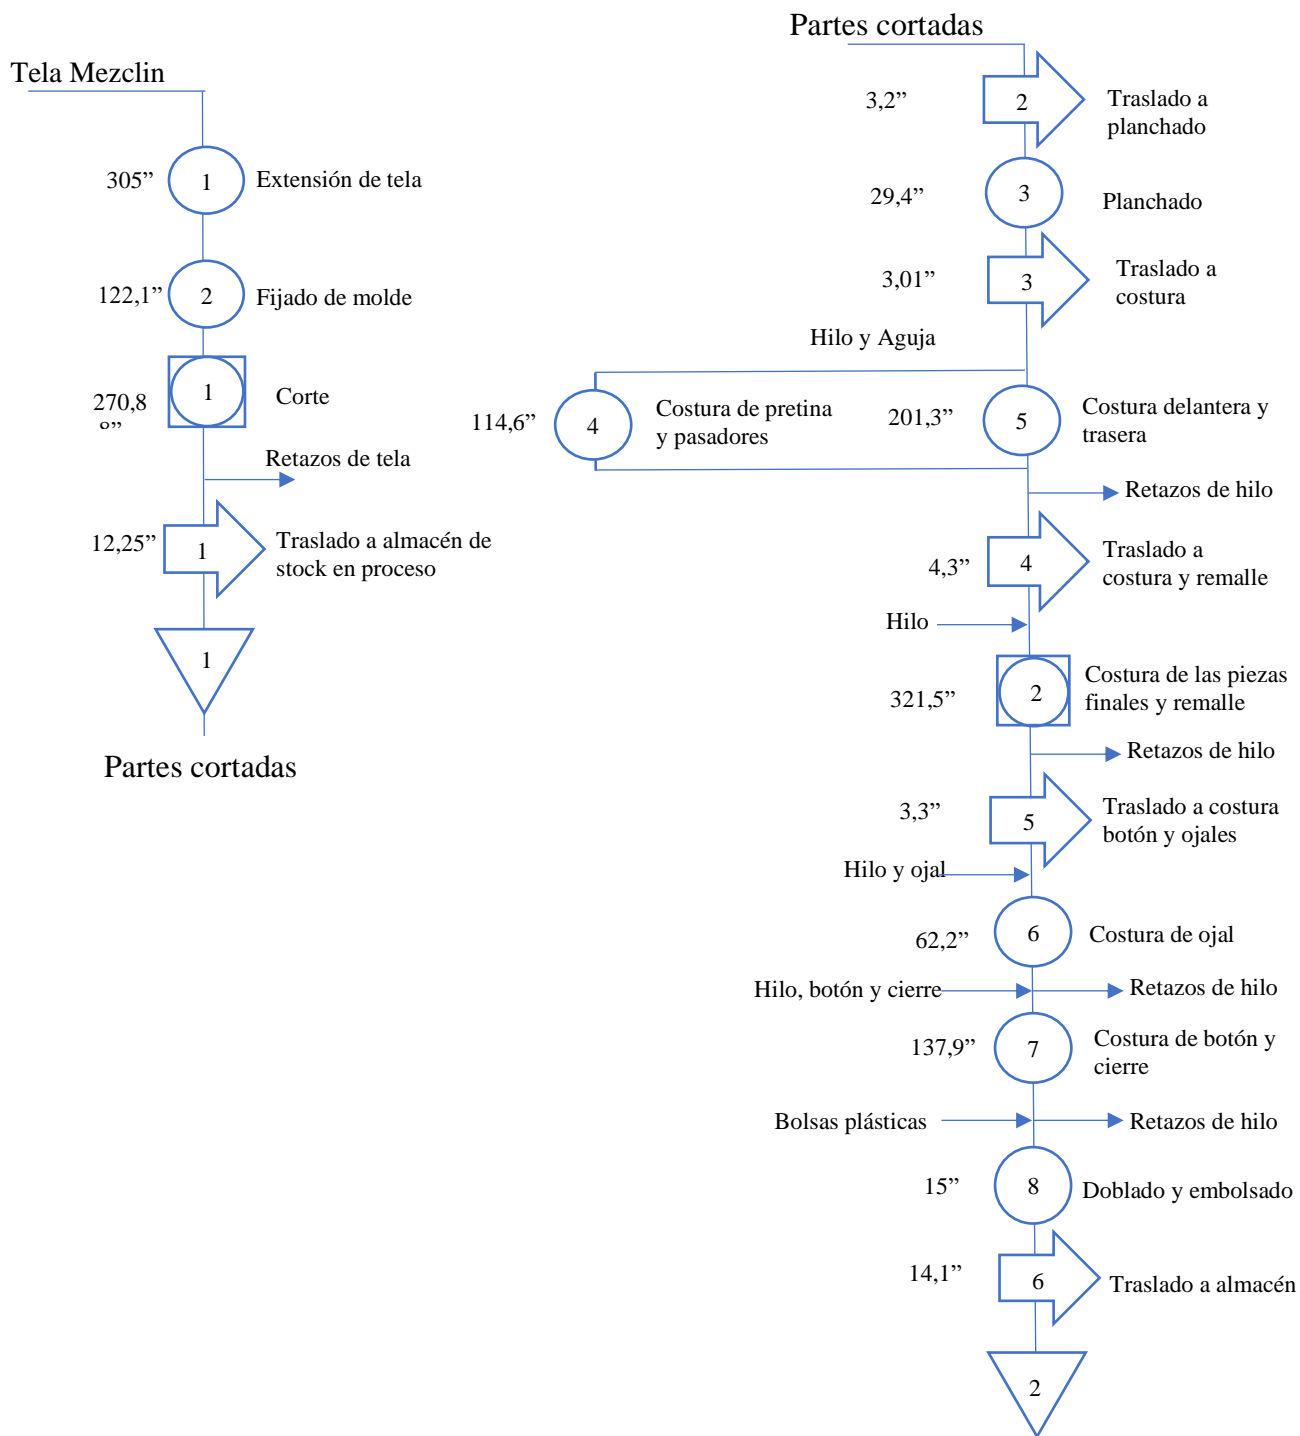 Tela Mezclin
305”
1
Extensión de tela
122,1”
2
Fijado de molde
270,8
8”
1
Corte
Retazos de tela
12,25”
1
Traslado a almacén de
stock en proceso
1
Partes cortadas
Partes cortadas
3,2”
2
Traslado a
planchado
29,4”
3
Planchado
3,01”
3
Traslado a
costura
Hilo y Aguja
114,6”
4
Costura de pretina
y pasadores
201,3”
5
Costura delantera y
trasera
Retazos de hilo
4,3”
4
Traslado a
costura y remalle
Hilo
321,5”
2
Costura de las piezas
finales y remalle
Retazos de hilo
3,3”
5
Traslado a costura
botón y ojales
Hilo y ojal
62,2”
6
Costura de ojal
Hilo, botón y cierre
Retazos de hilo
137,9”
7
Costura de botón y
cierre
Bolsas plásticas
Retazos de hilo
15”
8
Doblado y embolsado
14,1”
6
Traslado a almacén
2